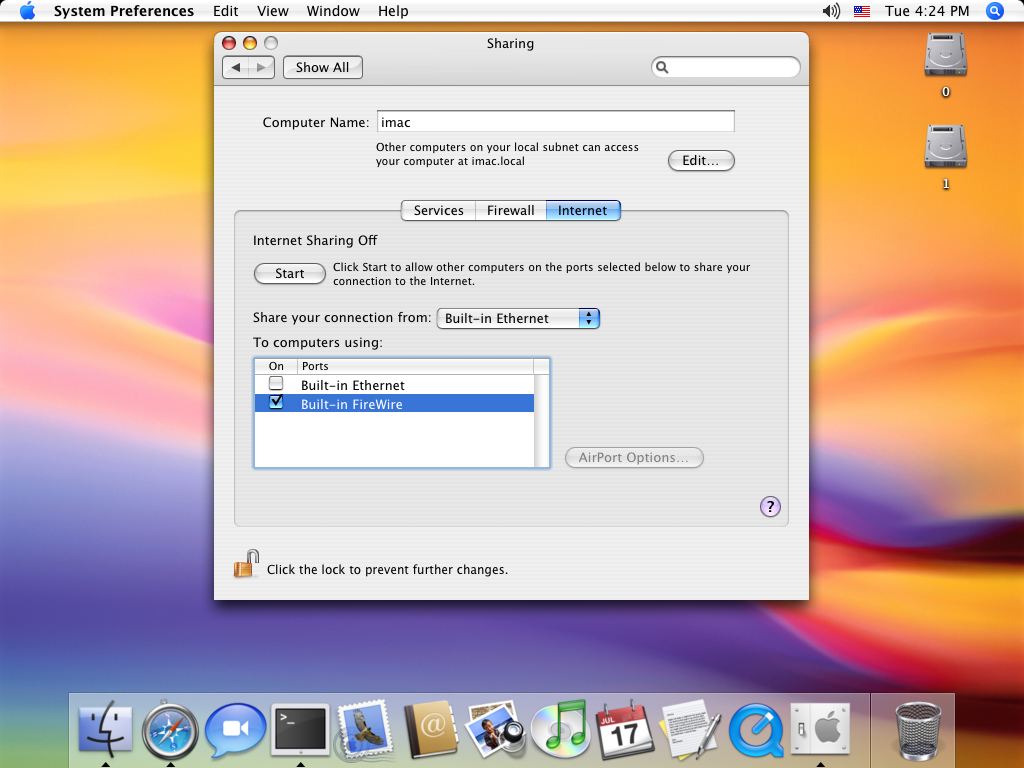 System Preferences Edit View Window Help Tue 4:24 PM
Sharing
Show All
0
Computer Name: imac
Other computers on your local subnet can access
your computer at imac.local
Edit...
1
Services Firewall Internet
Internet Sharing Off
Start
Click Start to allow other computers on the ports selected below to share your
connection to the Internet.
Share your connection from: Built-in Ethernet
To computers using:
On Ports
Built-in Ethernet
Built-in FireWire
AirPort Options...
?
Click the lock to prevent further changes.
>_
@
JUL
17